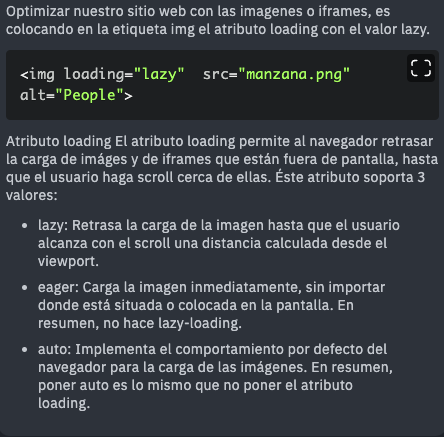 Optimizar nuestro sitio web con las imagenes o iframes, es
colocando en la etiqueta img el atributo loading con el valor lazy.
<img loading="lazy"  src="manzana.png"
alt="People">
Atributo loading El atributo loading permite al navegador retrasar
la carga de imáges y de iframes que están fuera de pantalla, hasta
que el usuario haga scroll cerca de ellas. Éste atributo soporta 3
valores:
• lazy: Retrasa la carga de la imagen hasta que el usuario
alcanza con el scroll una distancia calculada desde el
viewport.
• eager: Carga la imagen inmediatamente, sin importar
donde está situada o colocada en la pantalla. En
resumen, no hace lazy-loading.
• auto: Implementa el comportamiento por defecto del
navegador para la carga de las imágenes. En resumen,
poner auto es lo mismo que no poner el atributo
loading.